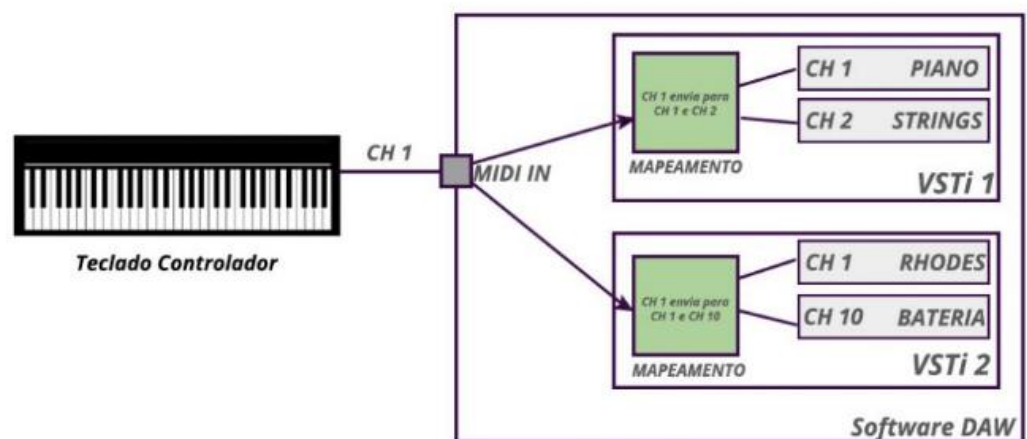 Teclado Controlador
CH 1
MIDI IN
CH 1 envia para
CH 1 e CH 2
MAPEAMENTO
CH 1 PIANO
CH 2 STRINGS
VSTi 1
CH 1 envia para
CH 1 e CH 10
MAPEAMENTO
CH 1 RHODES
CH 10 BATERIA
VSTi 2
Software DAW